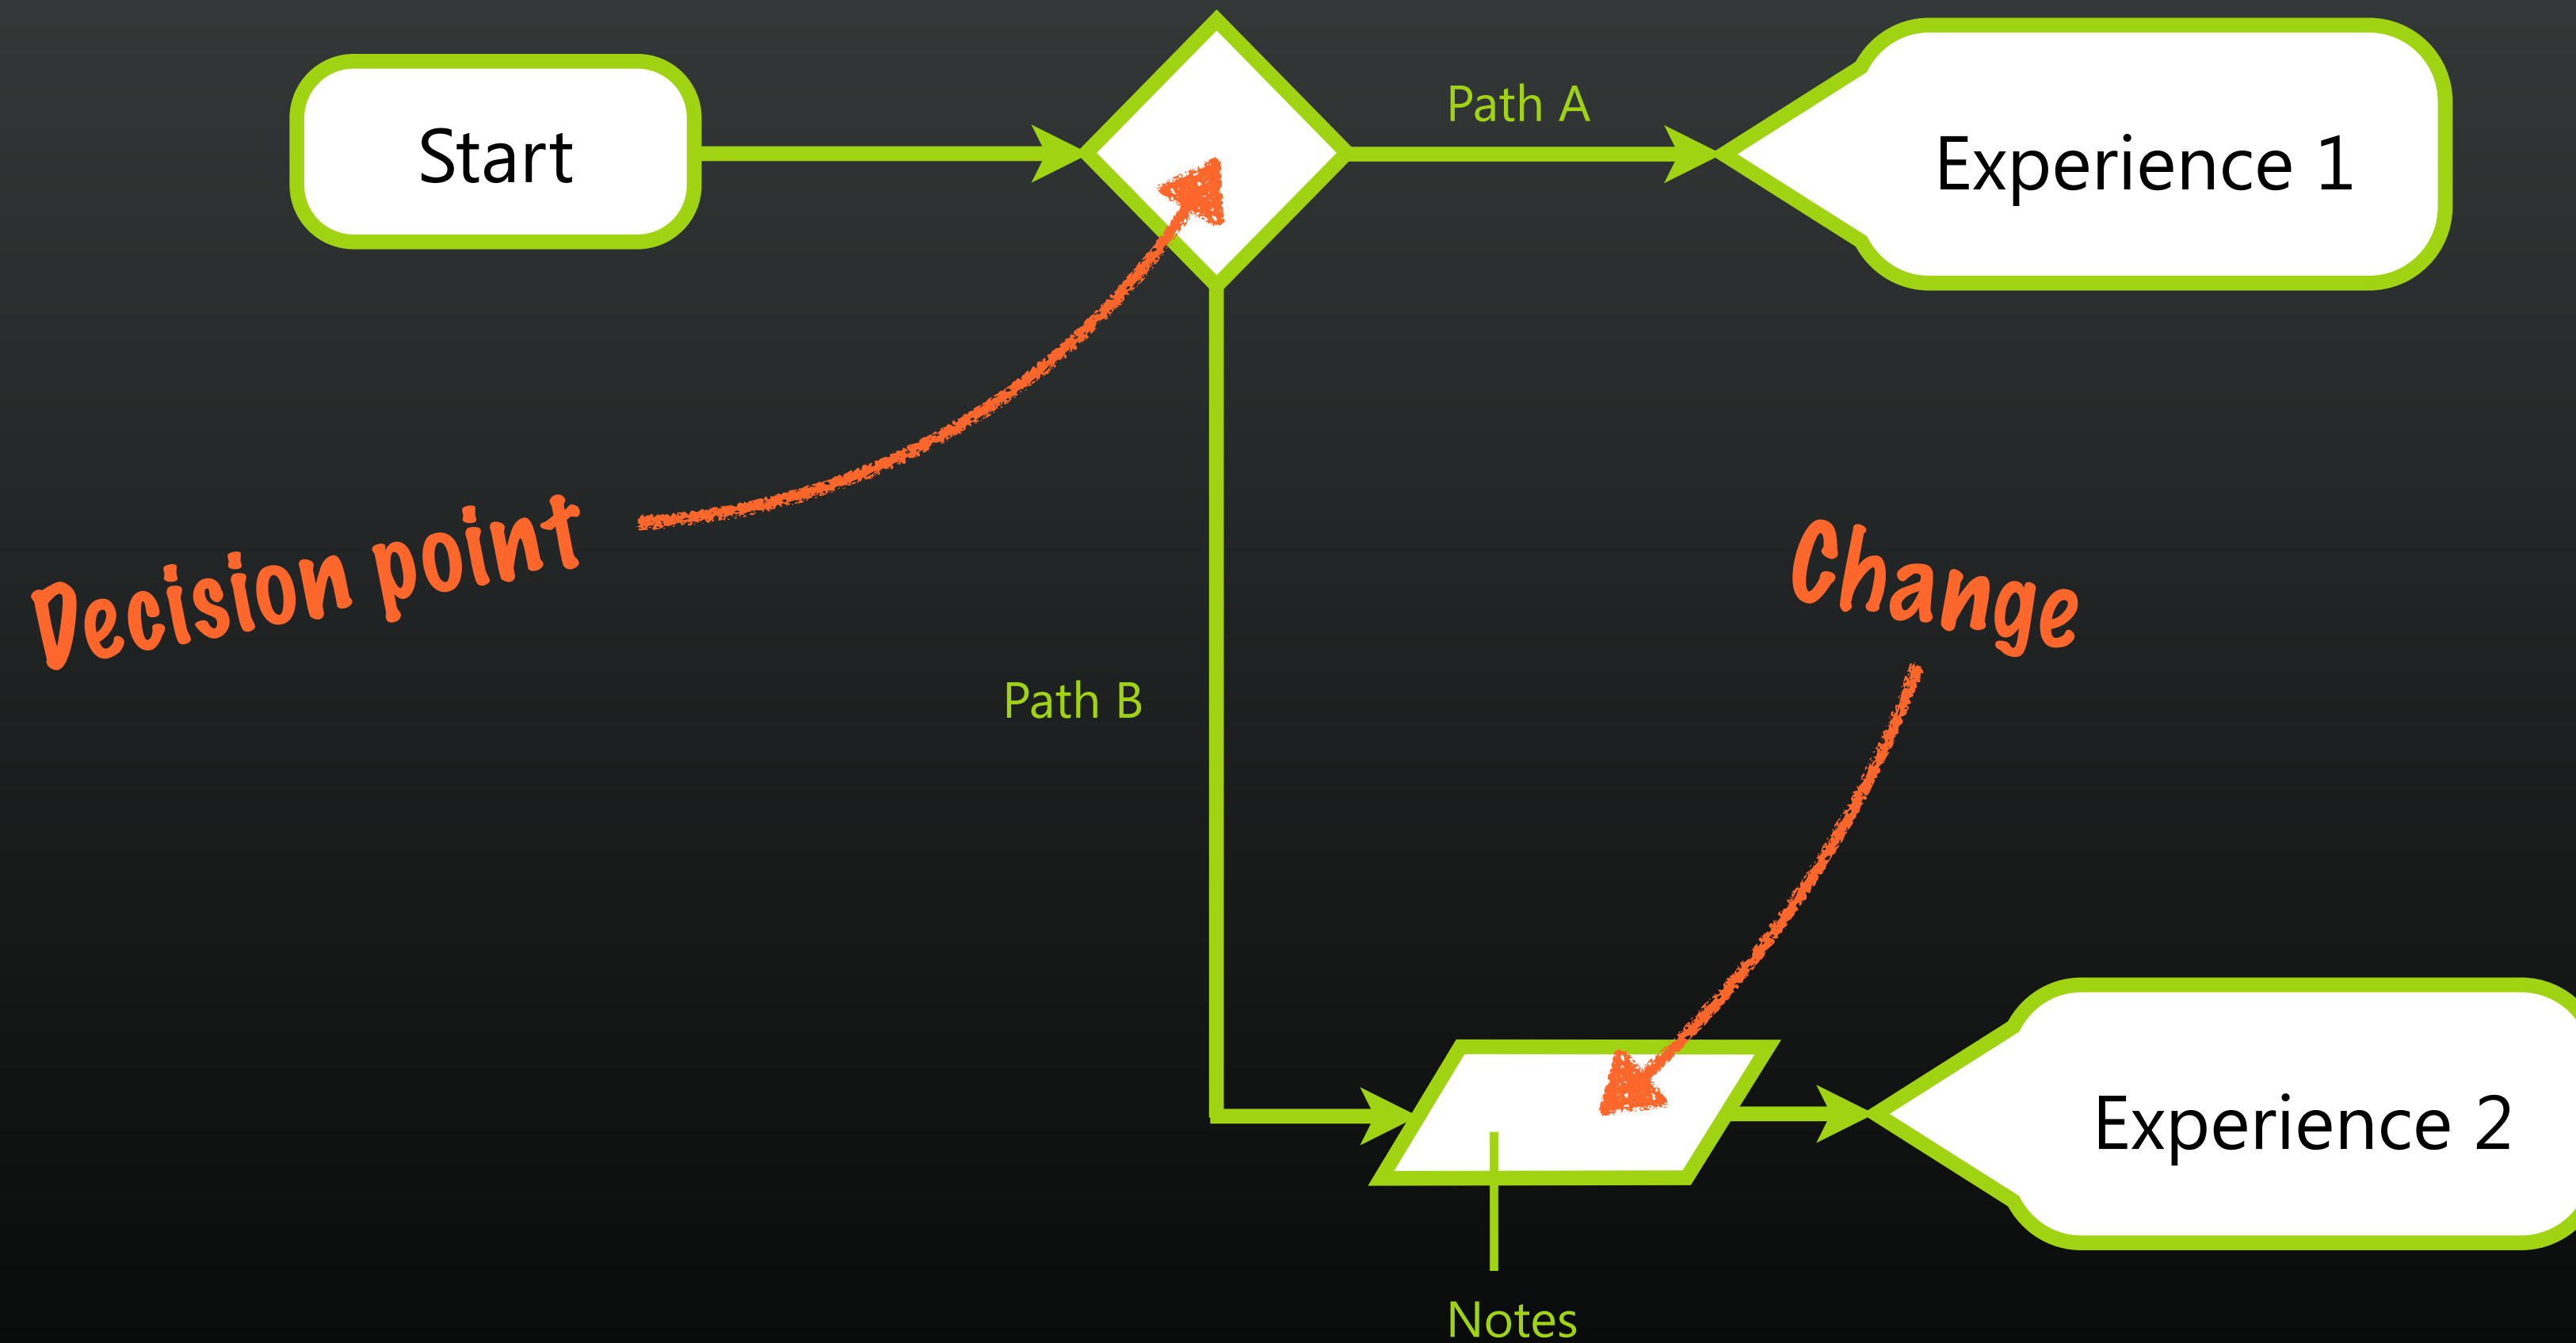 Start
Path A
Experience 1
Decision point
Change
Path B
Experience 2
Notes